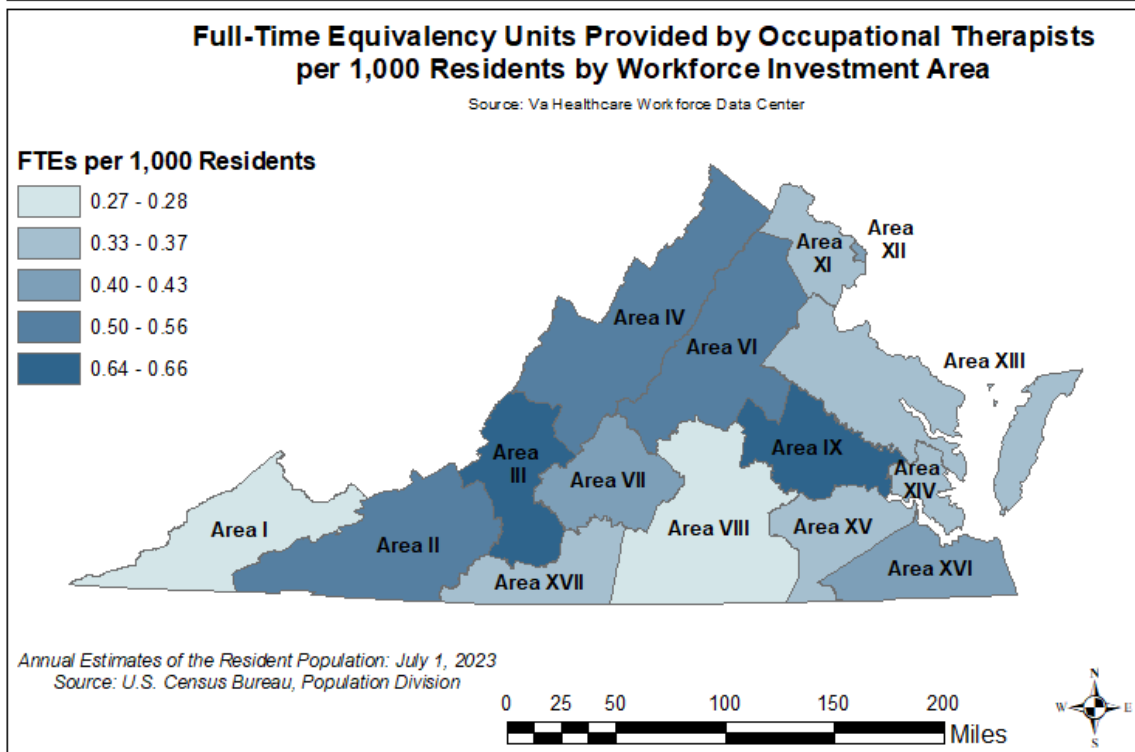 Full-Time Equivalency Units Provided by Occupational Therapists
per 1,000 Residents by Workforce Investment Area
Source: Va Healthcare Workforce Data Center
FTEs per 1,000 Residents
0.27 - 0.28
0.33 - 0.37
0.40 - 0.43
0.50 - 0.56
0.64 - 0.66
Area
XII
Area
XI
Area IV
Area VI
Area XIII
Area
III
Area IX
Area VII
Area
XIV
Area I
Area II
Area VIII
Area XV
Area XVII
Area XVI
Annual Estimates of the Resident Population: July 1, 2023
Source: U.S. Census Bureau, Population Division
0 25 50 100 150 200
Miles
N
W E
S